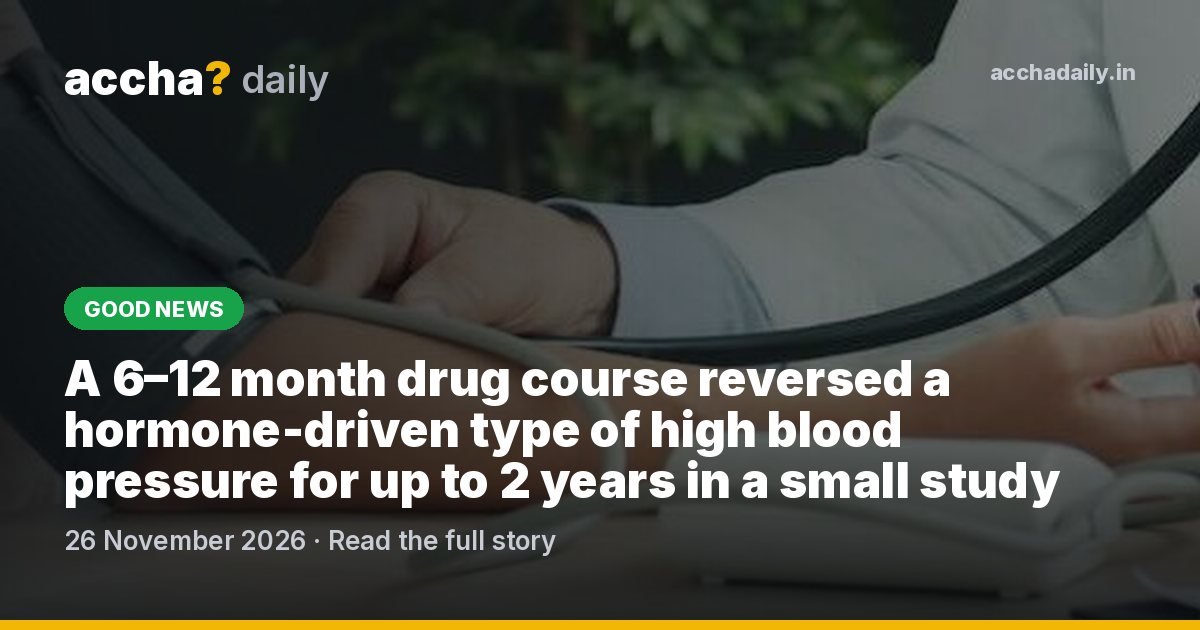 accha? daily
acchadaily.in
GOOD NEWS
A 6–12 month drug course reversed a
hormone-driven type of high blood
pressure for up to 2 years in a small study
26 November 2026 · Read the full story